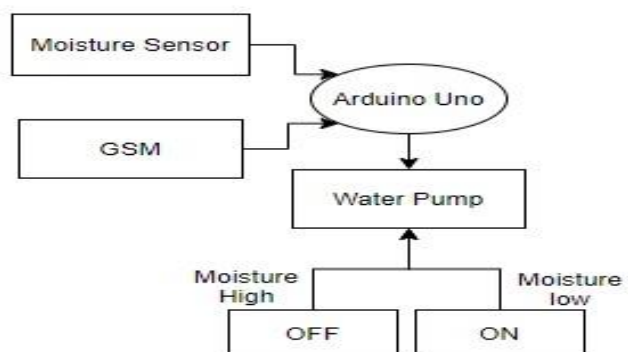 Moisture Sensor
Arduino Uno
GSM
Water Pump
Moisture
High
Moisture
low
OFF
ON